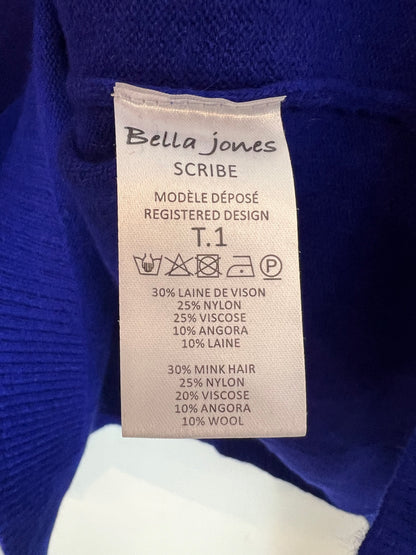 Bella jones
SCRIBE
MODÈLE DÉPOSÉ
REGISTERED DESIGN
T.1
P
30% LAINE DE VISON
25% NYLON
25% VISCOSE
10% ANGORA
10% LAINE
30% MINK HAIR
25% NYLON
20% VISCOSE
10% ANGORA
10% WOOL